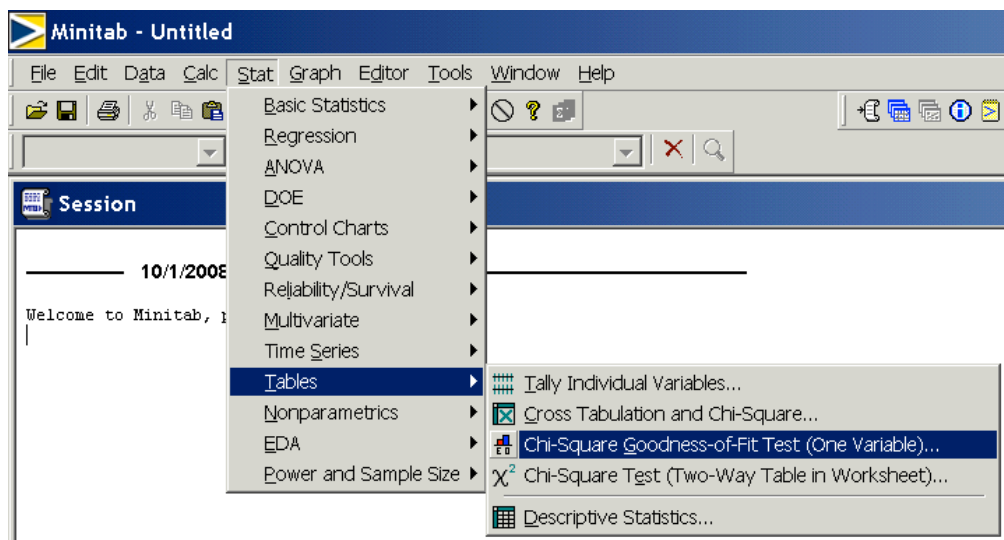 Minitab - Untitled
File Edit Data Calc Stat Graph Editor Tools Window Help
Session
10/1/2008
Welcome to Minitab,
Basic Statistics
Regression
ANOVA
DOE
Control Charts
Quality Tools
Reliability/Survival
Multivariate
Time Series
Tables
Nonparametrics
EDA
Power and Sample Size
Tally Individual Variables...
Cross Tabulation and Chi-Square...
Chi-Square Goodness-of-Fit Test (One Variable)...
χ² Chi-Square Test (Two-Way Table in Worksheet)...
Descriptive Statistics...